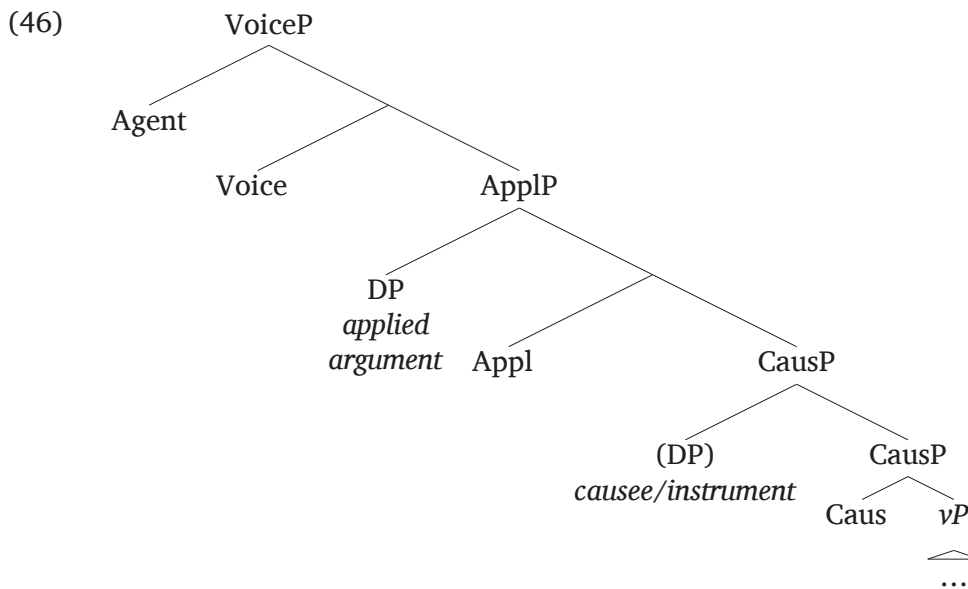 (46) VoiceP
Agent
Voice ApplP
DP
applied
argument Appl CausP
(DP) CausP
causee/instrument
Caus vP
...